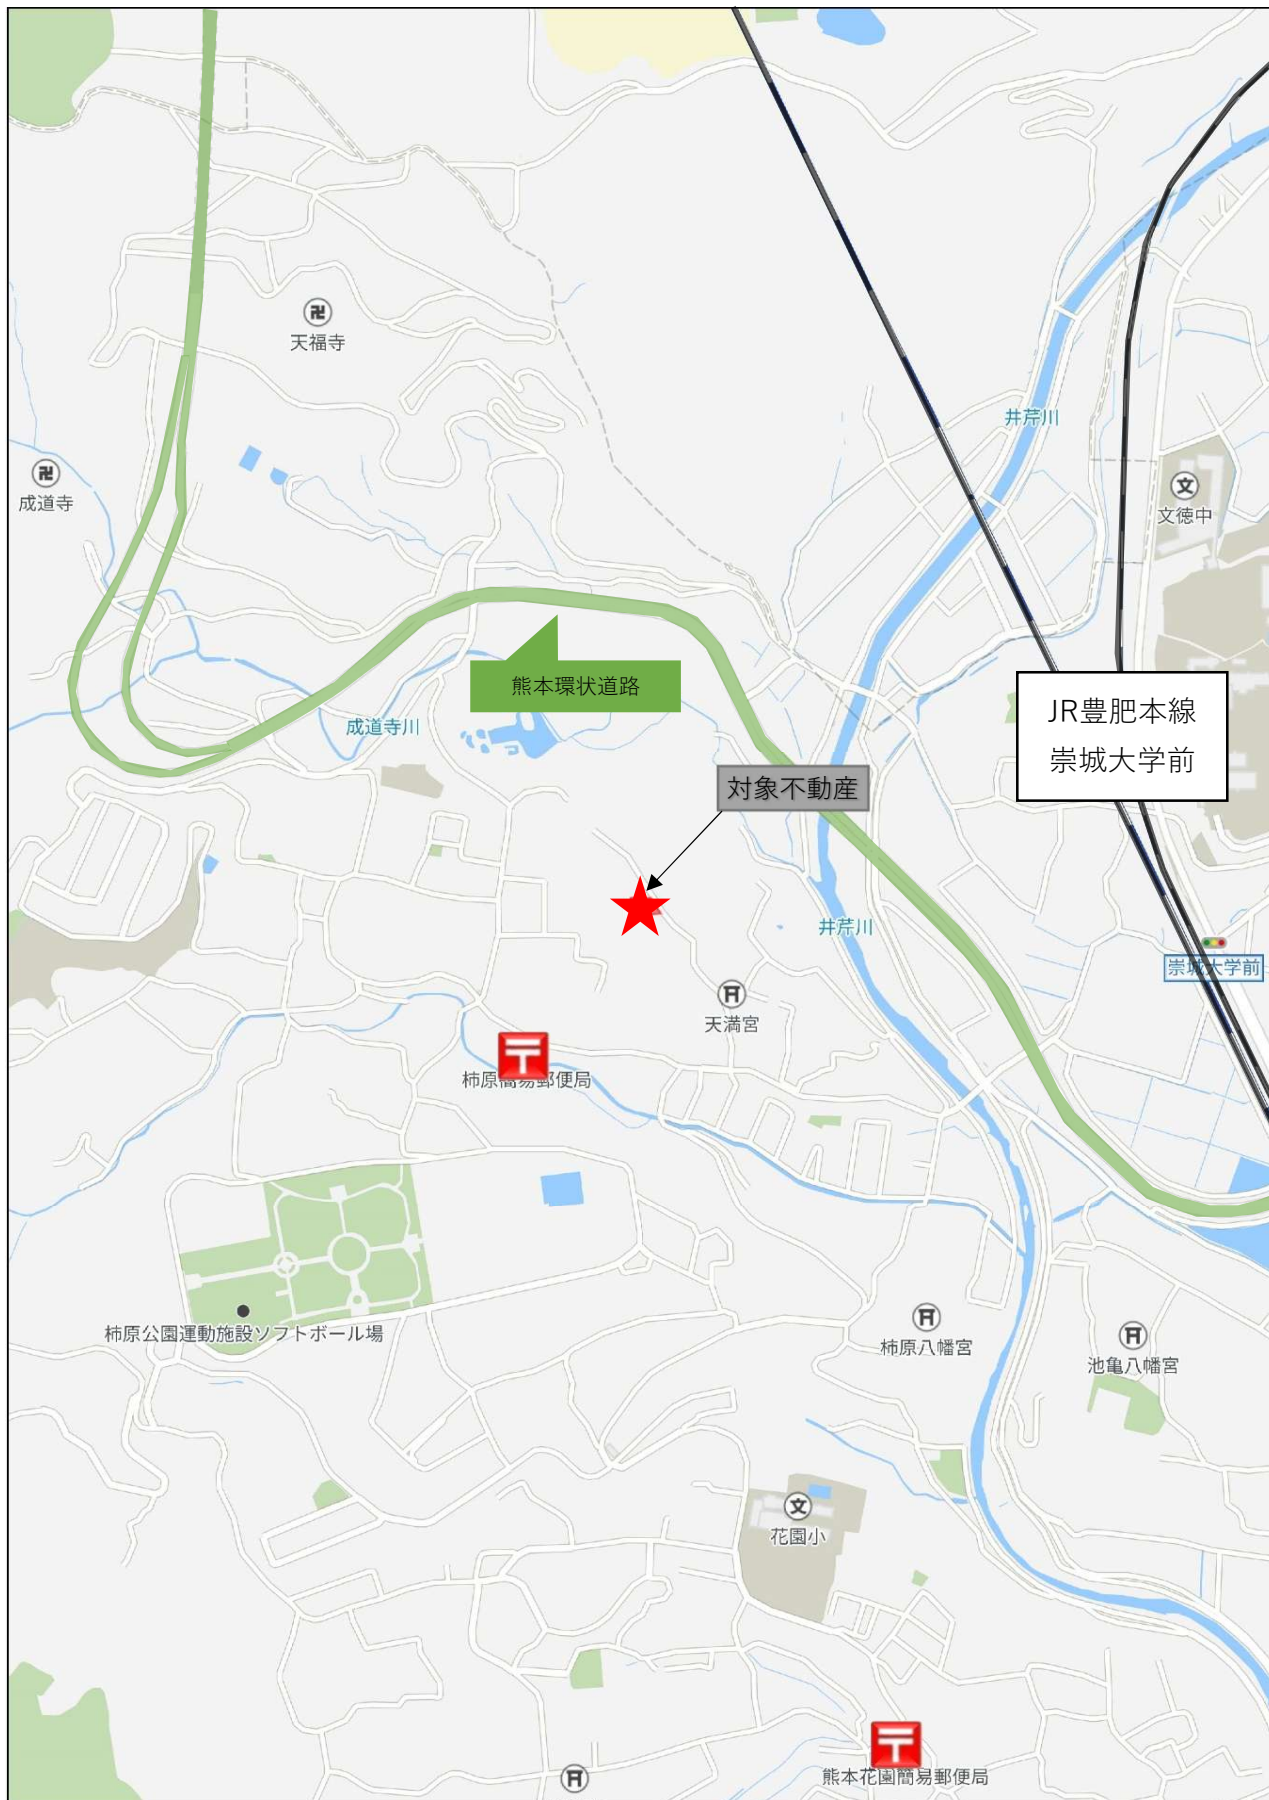 天福寺
井芹川
成道寺
文徳中
熊本環状道路
成道寺川
JR豊肥本線
崇城大学前
対象不動産
井芹川
崇城大学前
天満宮
柿原簡易郵便局
柿原公園運動施設ソフトボール場
柿原八幡宮
池亀八幡宮
花園小
熊本花園簡易郵便局